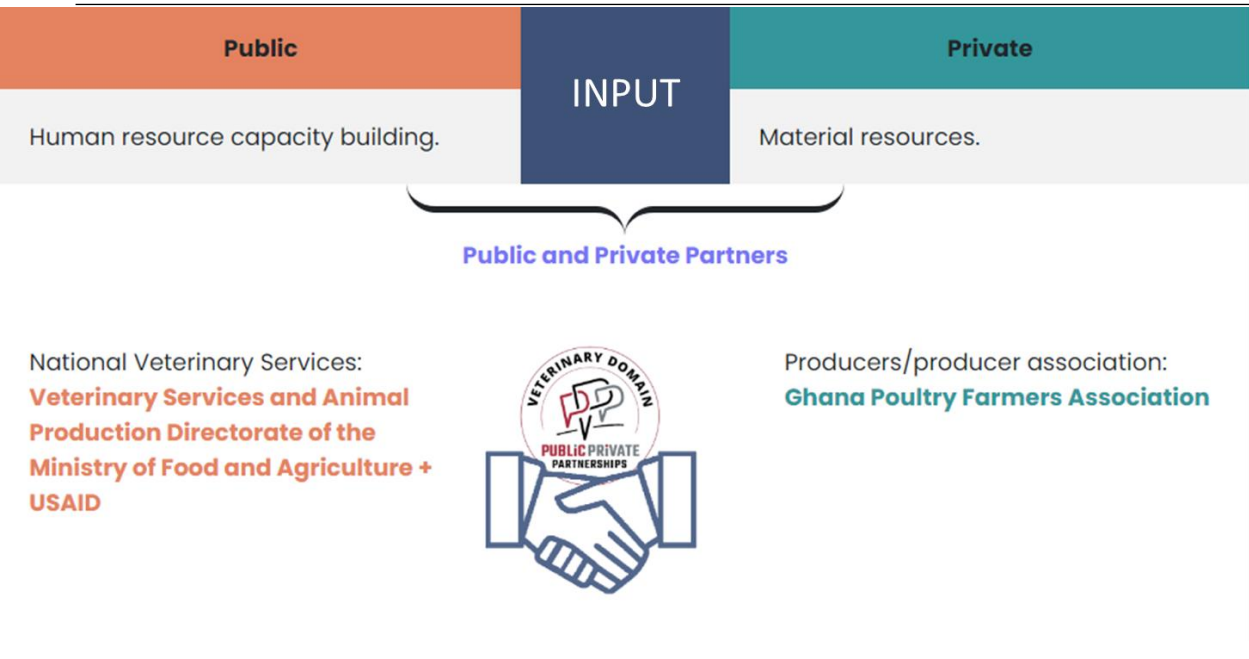 Public
INPUT
Private
Human resource capacity building.
Material resources.
Public and Private Partners
National Veterinary Services:
Veterinary Services and Animal
Production Directorate of the
Ministry of Food and Agriculture +
USAID
VETERINARY DOMAIN
PPP
PUBLiC PRiVATE
PARTNERSHIPS
Producers/producer association:
Ghana Poultry Farmers Association